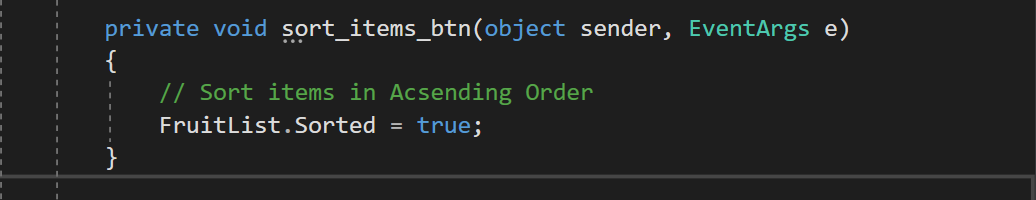 private void sort_items_btn(object sender, EventArgs e)
{
// Sort items in Acsending Order
FruitList.Sorted = true;
}